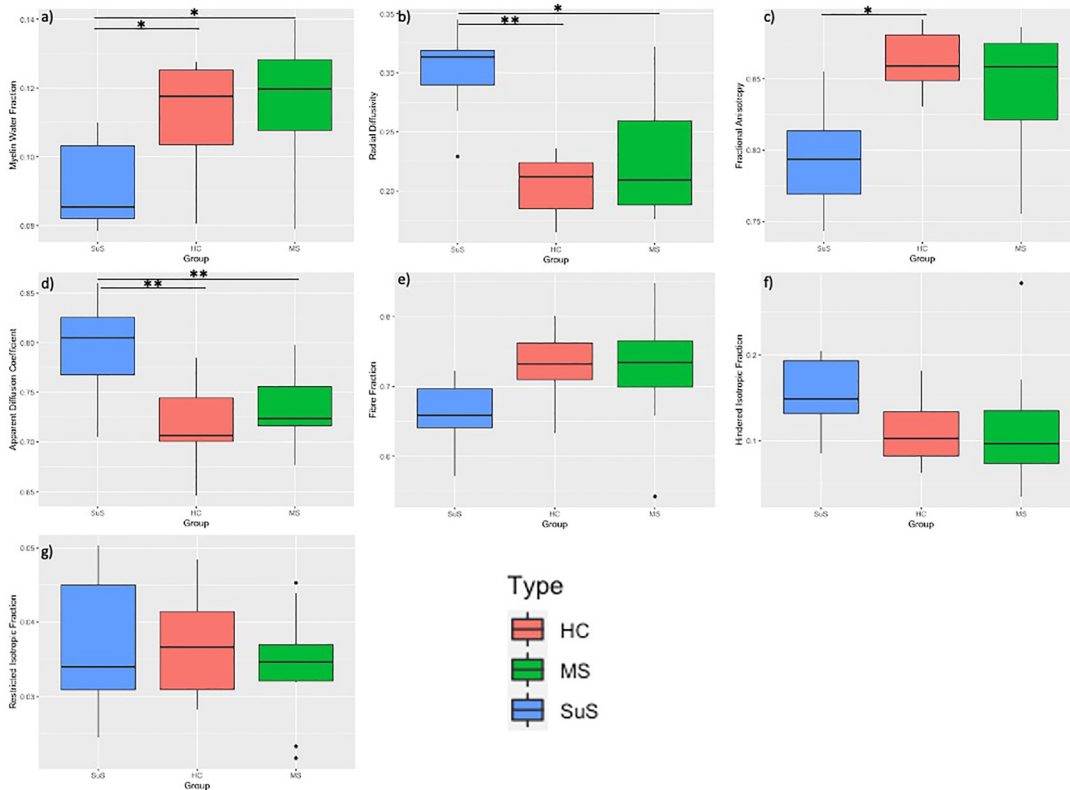 a)
*
*
Myelin Water Fraction
0.14
0.12
0.10
0.08
SuS
HC
MS
Group
b)
*
**
Radial Diffusivity
0.35
0.30
0.25
0.20
SuS
HC
MS
Group
c)
*
Fractional Anisotropy
0.75
SuS
HC
MS
Group
d)
**
**
Apparent Diffusion Coefficient
0.85
0.80
0.75
0.70
0.65
SuS
HC
MS
Group
e)
Fibre Fraction
0.8
0.7
0.6
SuS
HC
MS
Group
f)
Hindered Isotropic Fraction
0.2
0.1
SuS
HC
MS
Group
g)
Restricted Isotropic Fraction
0.05
0.04
0.03
SuS
HC
MS
Group
Type
HC
MS
SuS